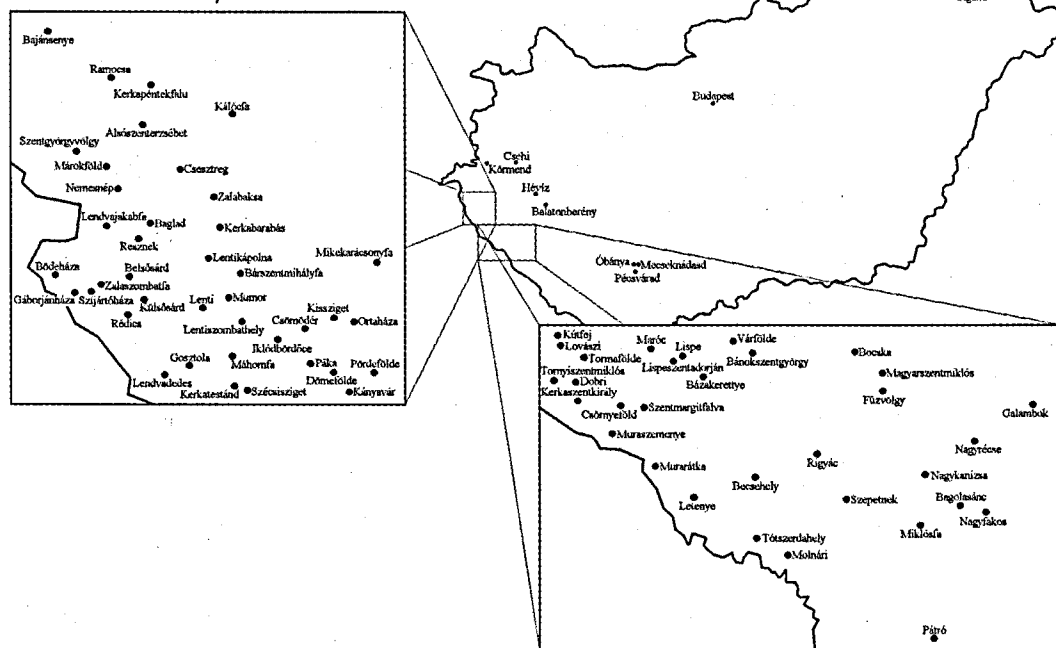 Bajánsenye
Ramocsa
Kerkapéntekfalu
Kálócfa
Alsószenterzsébet
Szentgyörgyvölgy
Márokföld
Csesztreg
Nemesnép
Zalabaksa
Lendvajakabfa
Baglad
Kerkabarabás
Resznek
Lentikápolna
Mikekarácsonyfa
Bödeháza
Belsősárd
Bárszentmihályfa
Zalaszombatfa
Gáborjánháza
Szijártóháza
Külsősárd
Lenti
Mumor
Kissziget
Rédics
Lentiszombathely
Csömödér
Ortaháza
Iklódbördőce
Gosztola
Máhomfa
Páka
Pördefölde
Lendvadedes
Dömefölde
Kerkateskánd
Szécsisziget
Kányavár
Budapest
Csehi
Körmend
Hévíz
Balatonberény
Óbánya
Mecseknádasd
Pécsvárad
Kútfej
Lovászi
Maróc
Várfölde
Tormafölde
Lispe
Bánokszentgyörgy
Bocska
Tornyiszentmiklós
Lispeszentadorján
Dobri
Bázakerettye
Magyarszentmiklós
Kerkaszentkirály
Fűzvölgy
Csörnyeföld
Szentmargitfalva
Galambok
Muraszemenye
Nagyrécse
Murarátka
Rigyác
Becsehely
Nagykanizsa
Letenye
Szepetnek
Bagolasánc
Nagyfakos
Miklósfa
Tótszerdahely
Molnári
Pátró